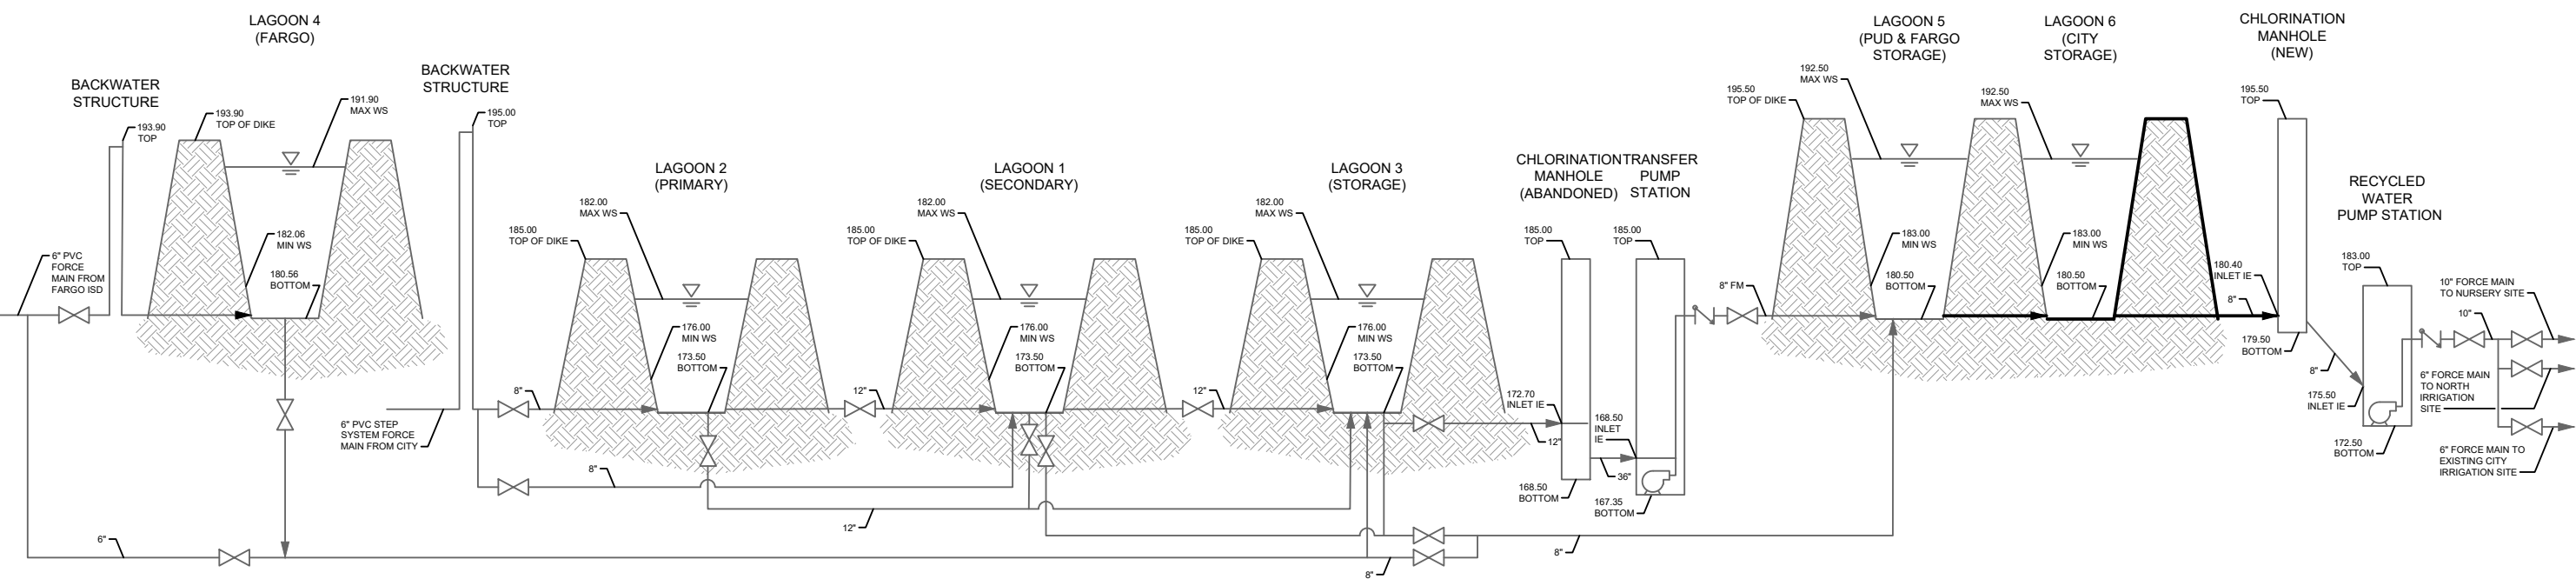 LAGOON 4
(FARGO)
BACKWATER
STRUCTURE
193.90
TOP
193.90
TOP OF DIKE
191.90
MAX WS
182.06
MIN WS
180.56
BOTTOM
6" PVC
FORCE
MAIN FROM
FARGO ISD
6"
BACKWATER
STRUCTURE
195.00
TOP
6" PVC STEP
SYSTEM FORCE
MAIN FROM CITY
8"
8"
LAGOON 2
(PRIMARY)
182.00
MAX WS
185.00
TOP OF DIKE
176.00
MIN WS
173.50
BOTTOM
12"
12"
LAGOON 1
(SECONDARY)
182.00
MAX WS
185.00
TOP OF DIKE
176.00
MIN WS
173.50
BOTTOM
12"
LAGOON 3
(STORAGE)
182.00
MAX WS
185.00
TOP OF DIKE
176.00
MIN WS
173.50
BOTTOM
8"
8"
CHLORINATION
MANHOLE
(ABANDONED)
185.00
TOP
172.70
INLET IE
12"
168.50
BOTTOM
TRANSFER
PUMP
STATION
185.00
TOP
168.50
INLET
IE
36"
167.35
BOTTOM
8" FM
LAGOON 5
(PUD & FARGO
STORAGE)
192.50
MAX WS
195.50
TOP OF DIKE
183.00
MIN WS
180.50
BOTTOM
LAGOON 6
(CITY
STORAGE)
192.50
MAX WS
183.00
MIN WS
180.50
BOTTOM
CHLORINATION
MANHOLE
(NEW)
195.50
TOP
180.40
INLET IE
8"
179.50
BOTTOM
8"
RECYCLED
WATER
PUMP STATION
183.00
TOP
175.50
INLET IE
172.50
BOTTOM
10" FORCE MAIN
TO NURSERY SITE
10"
6" FORCE MAIN
TO NORTH
IRRIGATION
SITE
6" FORCE MAIN TO
EXISTING CITY
IRRIGATION SITE